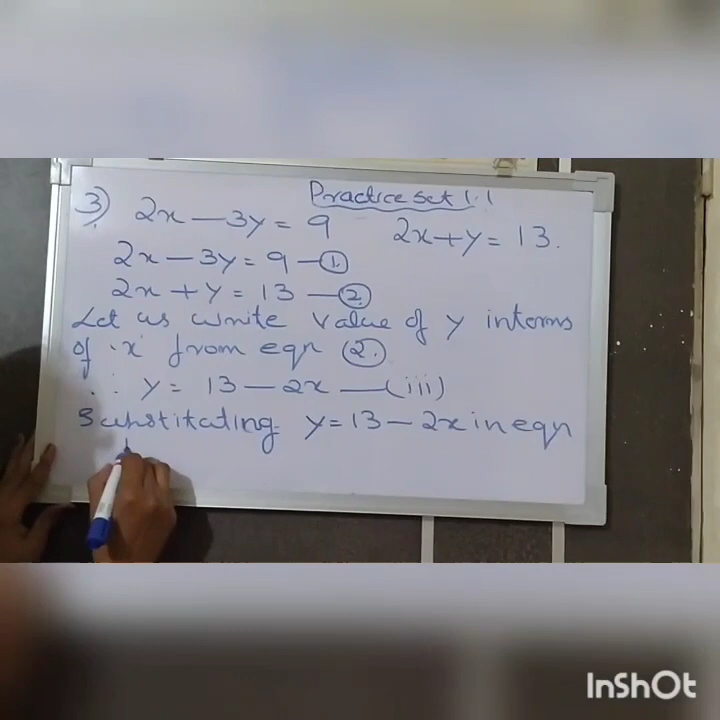 Practice set 1.1
3) 2x - 3y = 9 2x + y = 13.
2x - 3y = 9 — ①
2x + y = 13 — ②
Let us write value of y interms
of 'x' from eqn ②.
∴ y = 13 - 2x — (iii)
Substituting y = 13 - 2x in eqn
InShOt